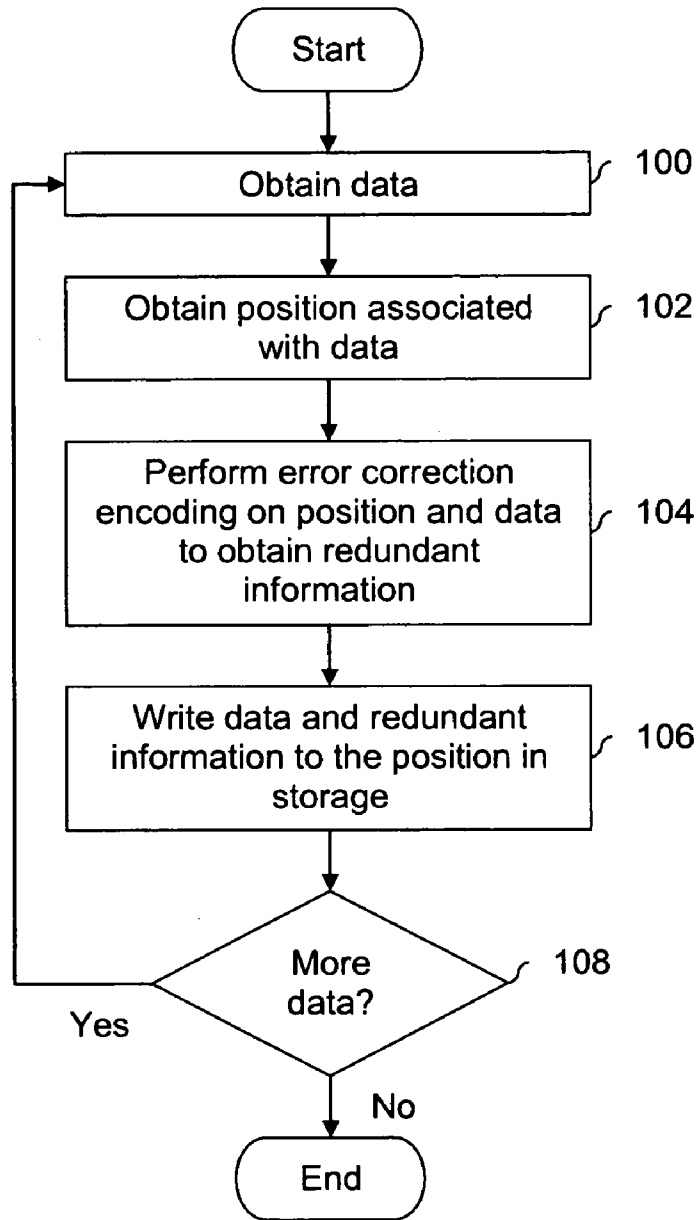 Start
Obtain data
100
Obtain position associated
with data
102
Perform error correction
encoding on position and data
to obtain redundant
information
104
Write data and redundant
information to the position in
storage
106
More
data?
108
Yes
No
End